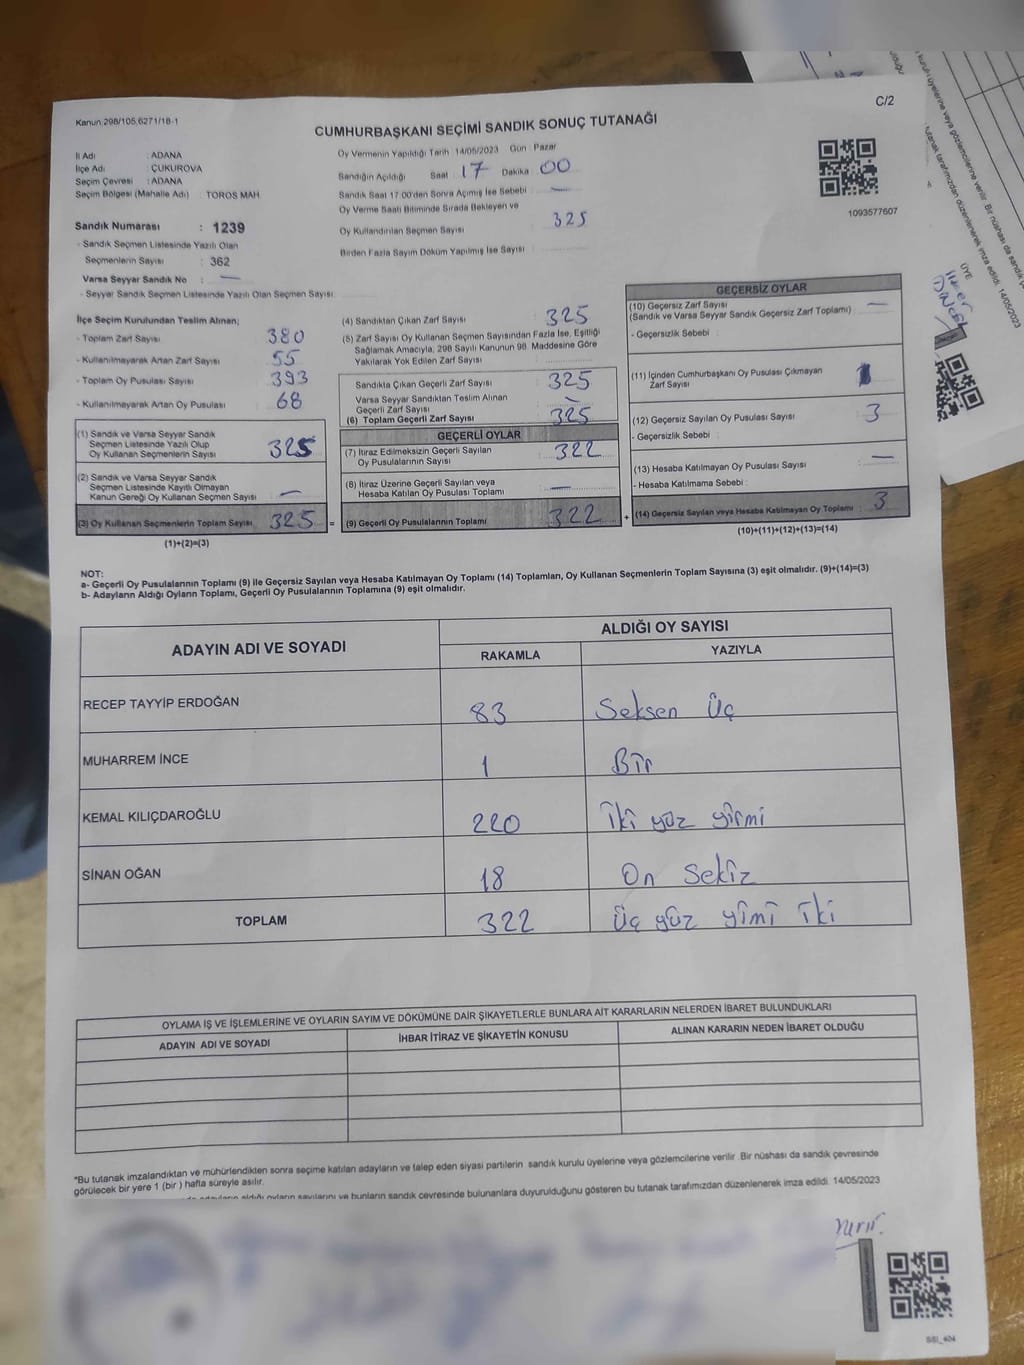 C/2
Kanun:298/105,6271/18-1
CUMHURBAŞKANI SEÇİMİ SANDIK SONUÇ TUTANAĞI
İl Adı : ADANA
İlçe Adı : ÇUKUROVA
Seçim Çevresi : ADANA
Seçim Bölgesi (Mahalle Adı) : TOROS MAH
Oy Vermenin Yapıldığı Tarih 14/05/2023 Gün : Pazar
Sandığın Açıldığı Saat 17 Dakika 00
Sandık Saat 17:00'den Sonra Açmış İse Sebebi —
Oy Verme Saati Bitiminde Sırada Bekleyen ve
Oy Kullandırılan Seçmen Sayısı 325
Birden Fazla Sayım Döküm Yapılmış İse Sayısı
1093577607
Sandık Numarası : 1239
- Sandık Seçmen Listesinde Yazılı Olan
Seçmenlerin Sayısı : 362
Varsa Seyyar Sandık No : —
- Seyyar Sandık Seçmen Listesinde Yazılı Olan Seçmen Sayısı
İlçe Seçim Kurulundan Teslim Alınan;
- Toplam Zarf Sayısı 380
- Kullanılmayarak Artan Zarf Sayısı 55
- Toplam Oy Pusulası Sayısı 393
- Kullanılmayarak Artan Oy Pusulası 68
(1) Sandık ve Varsa Seyyar Sandık
Seçmen Listesinde Yazılı Olup
Oy Kullanan Seçmenlerin Sayısı 325
(2) Sandık ve Varsa Seyyar Sandık
Seçmen Listesinde Kayıtlı Olmayan
Kanun Gereği Oy Kullanan Seçmen Sayısı —
(3) Oy Kullanan Seçmenlerin Toplam Sayısı 325 =
(1)+(2)=(3)
(4) Sandıktan Çıkan Zarf Sayısı : 325
(5) Zarf Sayısı Oy Kullanan Seçmen Sayısından Fazla İse, Eşitliği
Sağlamak Amacıyla, 298 Sayılı Kanunun 98. Maddesine Göre
Yakılarak Yok Edilen Zarf Sayısı
Sandıkta Çıkan Geçerli Zarf Sayısı : 325
Varsa Seyyar Sandıktan Teslim Alınan
Geçerli Zarf Sayısı —
(6) Toplam Geçerli Zarf Sayısı : 325
GEÇERLİ OYLAR
(7) İtiraz Edilmeksizin Geçerli Sayılan
Oy Pusulalarının Sayısı : 322
(8) İtiraz Üzerine Geçerli Sayılan veya
Hesaba Katılan Oy Pusulası Toplamı —
(9) Geçerli Oy Pusulalarının Toplamı 322 +
GEÇERSİZ OYLAR
(10) Geçersiz Zarf Sayısı
(Sandık ve Varsa Seyyar Sandık Geçersiz Zarf Toplamı) : —
- Geçersizlik Sebebi :
(11) İçinden Cumhurbaşkanı Oy Pusulası Çıkmayan
Zarf Sayısı
(12) Geçersiz Sayılan Oy Pusulası Sayısı : 3
- Geçersizlik Sebebi :
(13) Hesaba Katılmayan Oy Pusulası Sayısı : —
- Hesaba Katılmama Sebebi :
(14) Geçersiz Sayılan veya Hesaba Katılmayan Oy Toplamı : 3
(10)+(11)+(12)+(13)=(14)
NOT:
a- Geçerli Oy Pusulalarının Toplamı (9) ile Geçersiz Sayılan veya Hesaba Katılmayan Oy Toplamı (14) Toplamları, Oy Kullanan Seçmenlerin Toplam Sayısına (3) eşit olmalıdır. (9)+(14)=(3)
b- Adayların Aldığı Oyların Toplamı, Geçerli Oy Pusulalarının Toplamına (9) eşit olmalıdır.
ADAYIN ADI VE SOYADI
ALDIĞI OY SAYISI
RAKAMLA YAZIYLA
RECEP TAYYİP ERDOĞAN 83 Seksen Üç
MUHARREM İNCE 1 Bir
KEMAL KILIÇDAROĞLU 220 İki yüz yirmi
SİNAN OĞAN 18 On Sekiz
TOPLAM 322 Üç yüz yimi iki
OYLAMA İŞ VE İŞLEMLERİNE VE OYLARIN SAYIM VE DÖKÜMÜNE DAİR ŞİKAYETLERLE BUNLARA AİT KARARLARIN NELERDEN İBARET BULUNDUKLARI
ADAYIN ADI VE SOYADI İHBAR İTİRAZ VE ŞİKAYETİN KONUSU ALINAN KARARIN NEDEN İBARET OLDUĞU
*Bu tutanak imzalandıktan ve mühürlendikten sonra seçime katılan adayların ve talep eden siyasi partilerin sandık kurulu üyelerine veya gözlemcilerine verilir. Bir nüshası da sandık çevresinde
görülecek bir yere 1 (bir ) hafta süreyle asılır.
aldığı oyların sayılarını ve bunların sandık çevresinde bulunanlara duyurulduğunu gösteren bu tutanak tarafımızdan düzenlenerek imza edildi. 14/05/2023
SSİ_404
kurulu üyelerine veya gözlemcilerine verilir. Bir nüshası da sandık
tutanak tarafımızdan düzenlenerek imza edildi. 14/05/2023
ÜYE